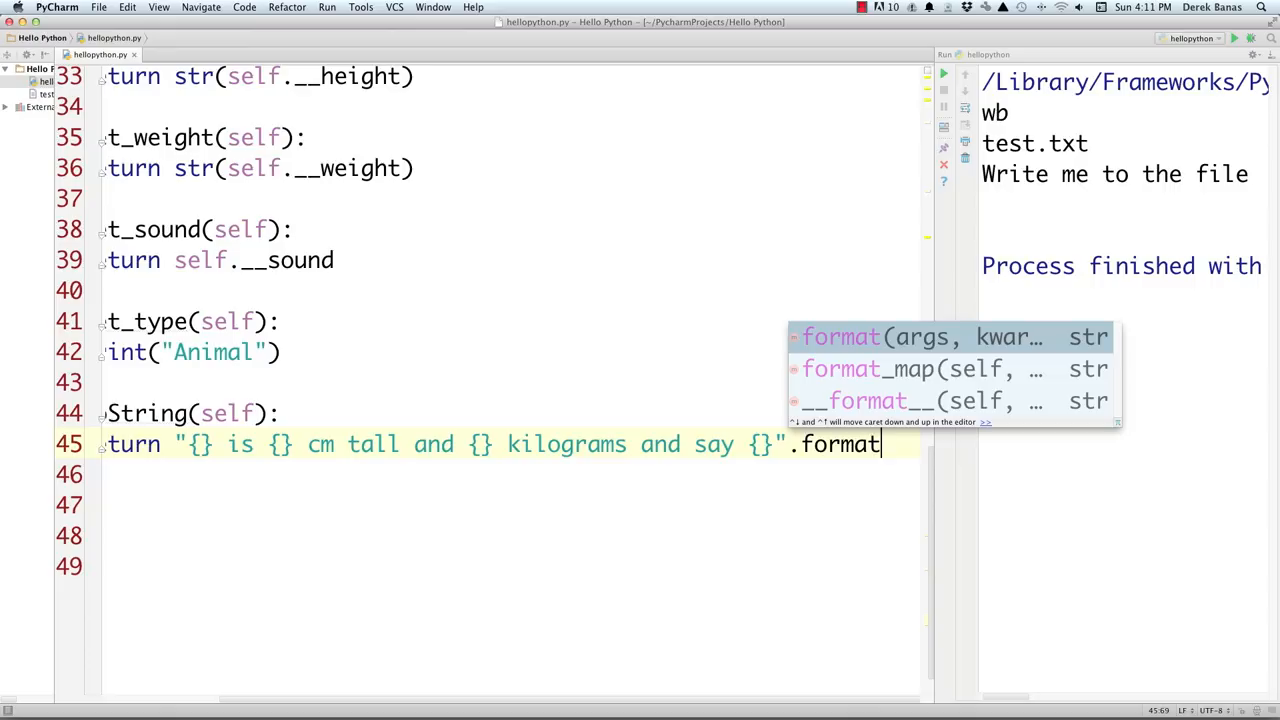 PyCharm File Edit View Navigate Code Refactor Run Tools VCS Window Help 10 Sun 4:11 PM Derek Banas
hellopython.py - [~/PycharmProjects/Hello Python]
Hello Python hellopython.py hellopython
hellopython.py Run hellopython
Hello P
hell
test
Extern
33 turn str(self.__height)
34
35 t_weight(self):
36 turn str(self.__weight)
37
38 t_sound(self):
39 turn self.__sound
40
41 t_type(self):
42 int("Animal")
43
44 oString(self):
45 turn "{} is {} cm tall and {} kilograms and say {}".format
46
47
48
49
format(args, kwar… str
format_map(self, … str
__format__(self, … str
^↓ and ^↑ will move caret down and up in the editor >>
/Library/Frameworks/Py
wb
test.txt
Write me to the file
Process finished with
45:69 LF UTF-8